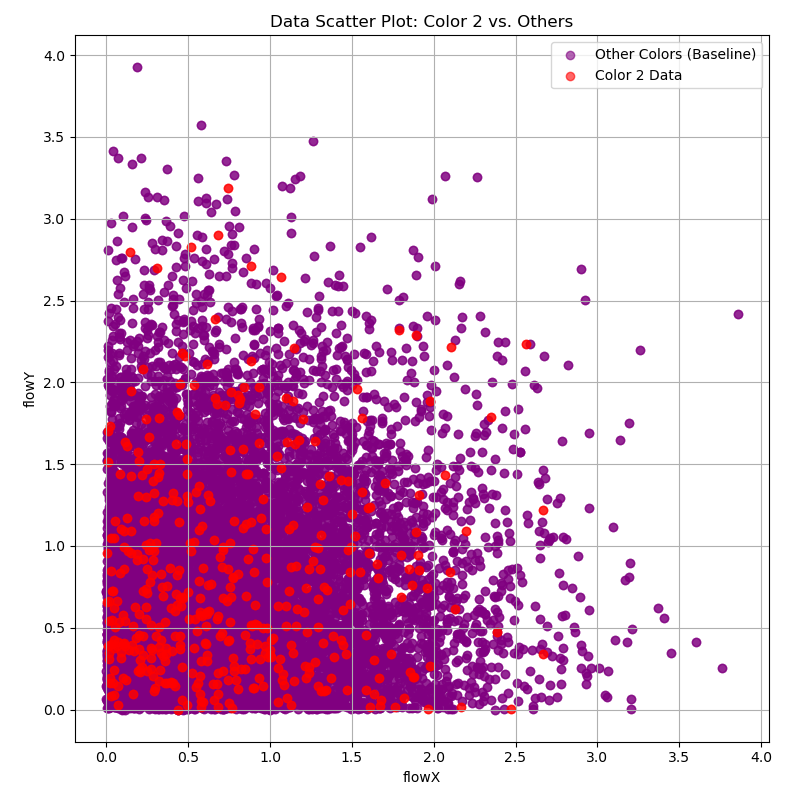 Data Scatter Plot: Color 2 vs. Others
Other Colors (Baseline)
Color 2 Data
flowY
4.0
3.5
3.0
2.5
2.0
1.5
1.0
0.5
0.0
0.0 0.5 1.0 1.5 2.0 2.5 3.0 3.5 4.0
flowX